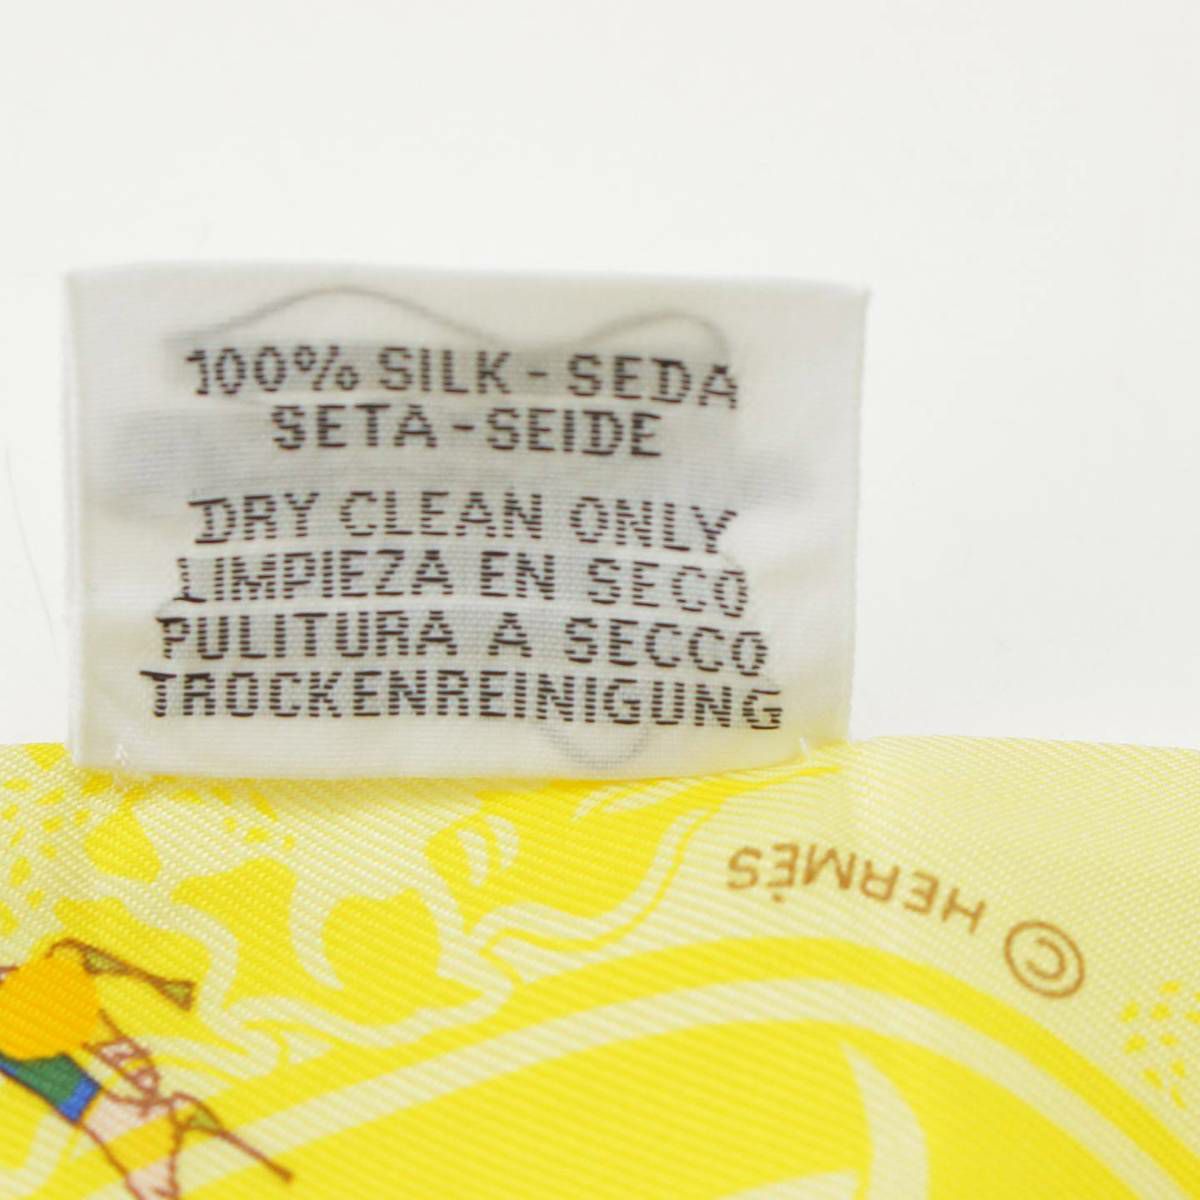 100% SILK - SEDA
SETA - SEIDE
DRY CLEAN ONLY
LIMPIEZA EN SECO
PULITURA A SECCO
TROCKENREINIGUNG
© HERMÈS